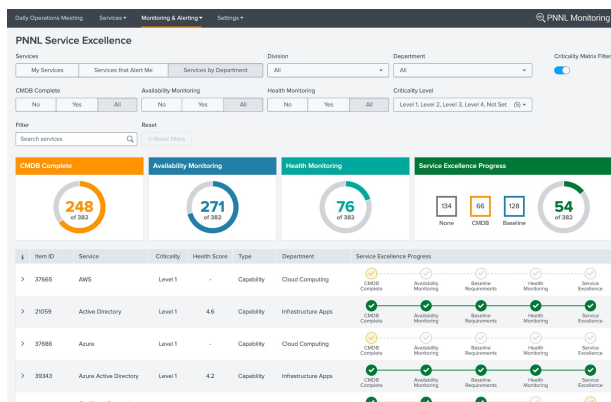 Daily Operations Meeting Services Monitoring & Alerting Settings PNNL Monitoring
PNNL Service Excellence
Services Division Department Criticality Matrix Filter
My Services Services that Alert Me Services by Department All All
CMDB Complete Availability Monitoring Health Monitoring Criticality Level
No Yes All No Yes All No Yes All Level 1, Level 2, Level 3, Level 4, Not Set (5)
Filter Reset
Search services Reset Filters
CMDB Complete Availability Monitoring Health Monitoring Service Excellence Progress
248 of 382
271 of 382
76 of 382
134 None
66 CMDB
128 Baseline
54 of 382
i Item ID Service Criticality Health Score Type Department Service Excellence Progress
> 37665 AWS Level 1 - Capability Cloud Computing
CMDB Complete Availability Monitoring Baseline Requirements Health Monitoring Service Excellence
> 21059 Active Directory Level 1 4.6 Capability Infrastructure Apps
CMDB Complete Availability Monitoring Baseline Requirements Health Monitoring Service Excellence
> 37686 Azure Level 1 - Capability Cloud Computing
CMDB Complete Availability Monitoring Baseline Requirements Health Monitoring Service Excellence
> 39343 Azure Active Directory Level 1 4.2 Capability Infrastructure Apps
CMDB Complete Availability Monitoring Baseline Requirements Health Monitoring Service Excellence